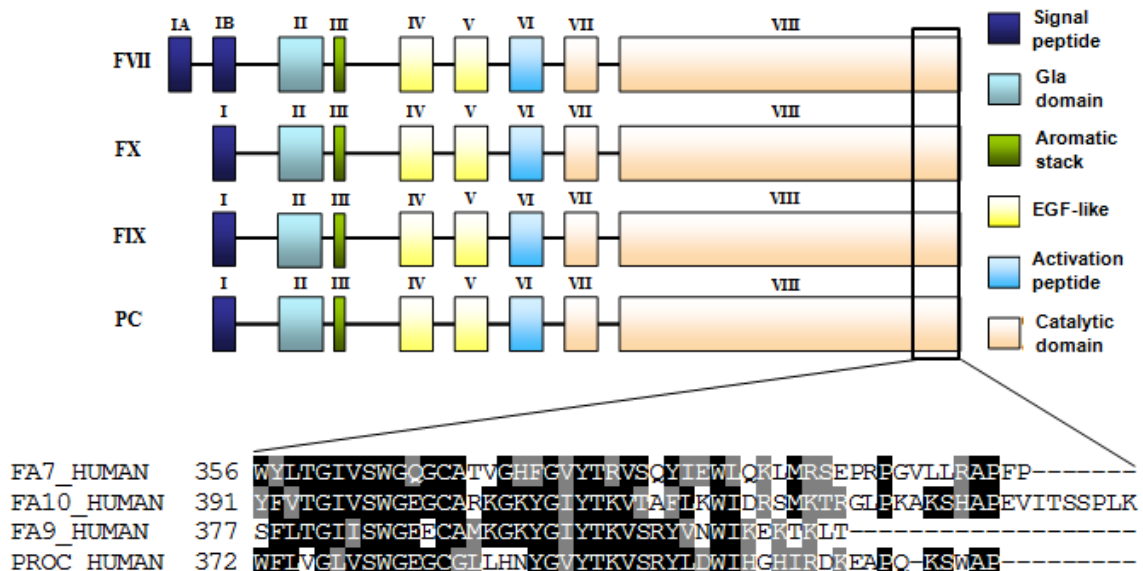 IA IB II III IV V VI VII VIII
FVII
I II III IV V VI VII VIII
FX
I II III IV V VI VII VIII
FIX
I II III IV V VI VII VIII
PC
Signal
peptide
Gla
domain
Aromatic
stack
EGF-like
Activation
peptide
Catalytic
domain
FA7_HUMAN 356 WYLTGIVSWGQGCATVGHFGVYTRVSQYIEWLQKLMRSEPRPGVLLRAPFP-------
FA10_HUMAN 391 YFVTGIVSWGEGCARKGKYGIYTKVTAFLKWIDRSMKTRGLPKAKSHAPEVITSSPLK
FA9_HUMAN 377 SFLTGIISWGEECAMKGKYGIYTKVSRYVNWIKEKTKLT-------------------
PROC_HUMAN 372 WFLVGLVSWGEGCGLLHNYGVYTKVSRYLDWIHGHIRDKEAPQ-KSWAP---------